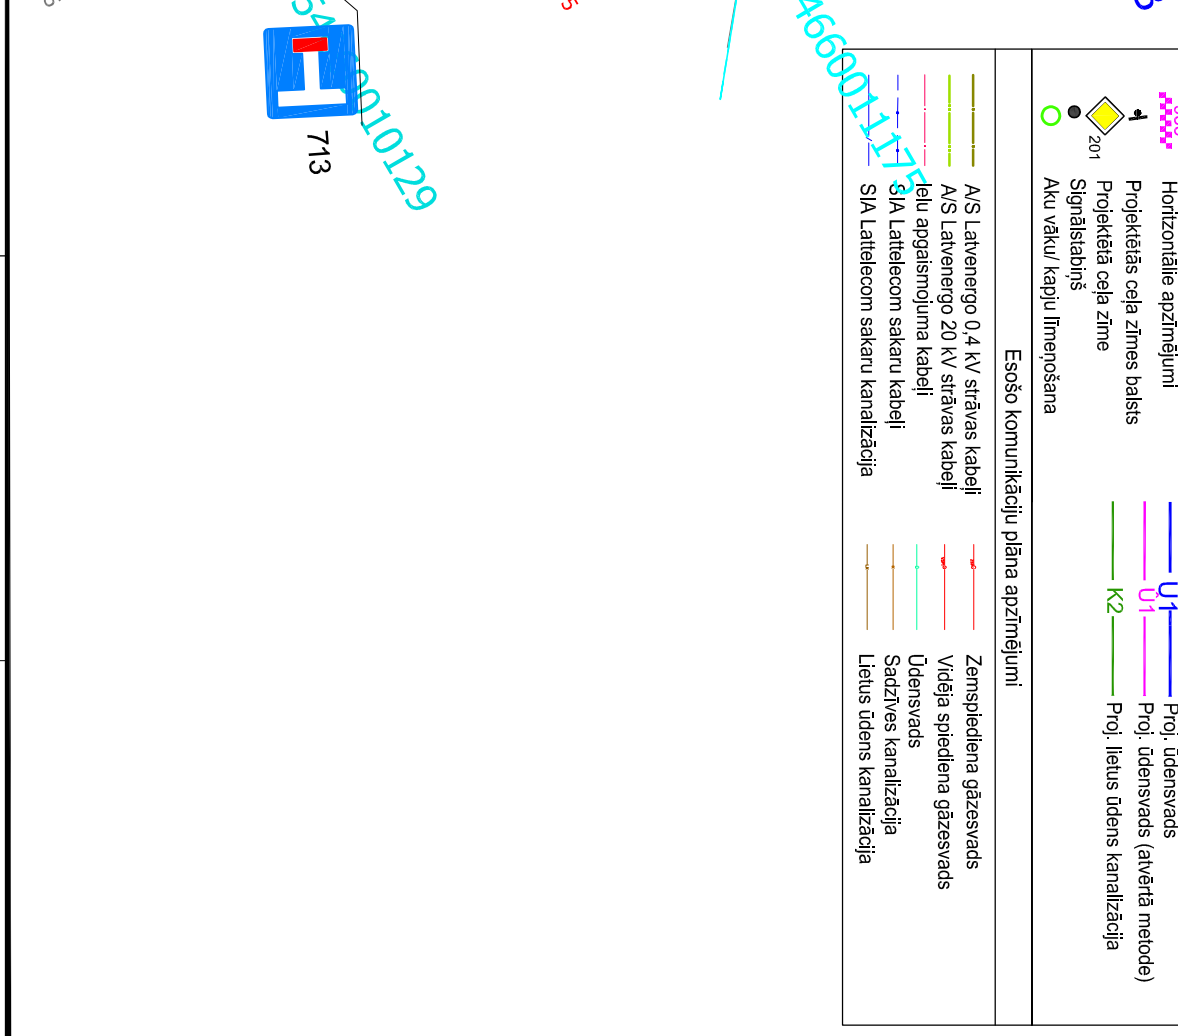 Horitzontālie apzīmējumi
Projektētās ceļa zīmes balsts
201
Projektētā ceļa zīme
Signālstabiņš
Aku vāku/ kapju līmeņošana
Ū1
Proj. ūdensvads
Ū1
Proj. ūdensvads (atvērtā metode)
K2
Proj. lietus ūdens kanalizācija
Esošo komunikāciju plāna apzīmējumi
A/S Latvenergo 0,4 kV strāvas kabeļi
A/S Latvenergo 20 kV strāvas kabeļi
Ielu apgaismojuma kabeļi
SIA Lattelecom sakaru kabeļi
SIA Lattelecom sakaru kanalizācija
Zemspiediena gāzesvads
Vidēja spiediena gāzesvads
Ūdensvads
Sadzīves kanalizācija
Lietus ūdens kanalizācija
4660011175
0010129
713